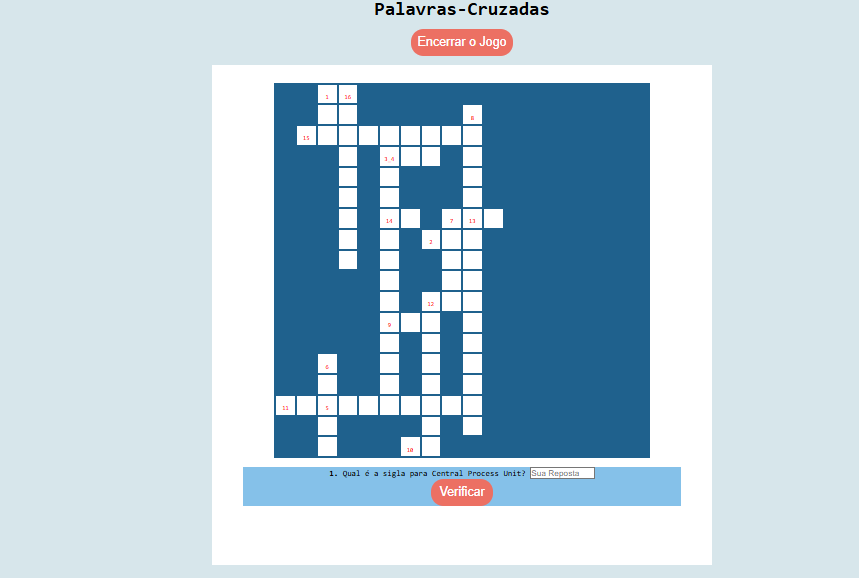 Palavras-Cruzadas
Encerrar o Jogo
1 16
8
15
3,4
14 7 13
2
12
9
6
11 5
10
1. Qual é a sigla para Central Process Unit? Sua Reposta
Verificar